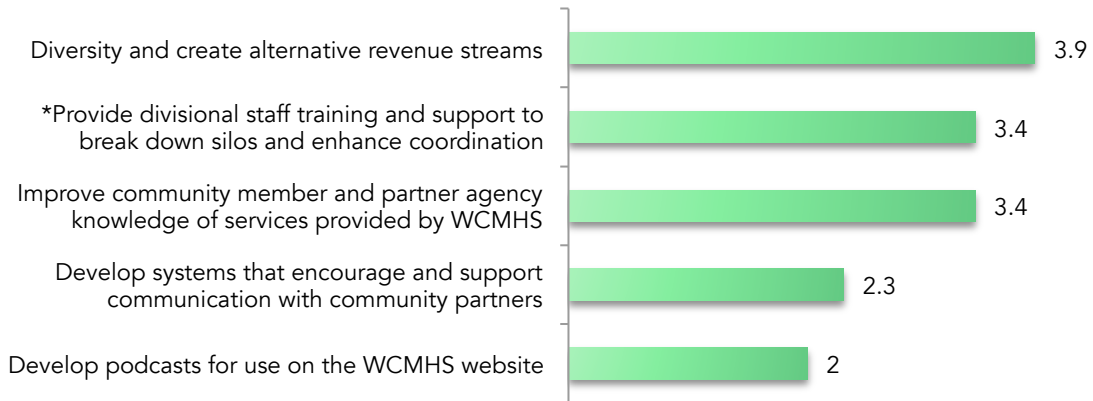 Diversity and create alternative revenue streams
3.9
*Provide divisional staff training and support to
break down silos and enhance coordination
3.4
Improve community member and partner agency
knowledge of services provided by WCMHS
3.4
Develop systems that encourage and support
communication with community partners
2.3
Develop podcasts for use on the WCMHS website
2